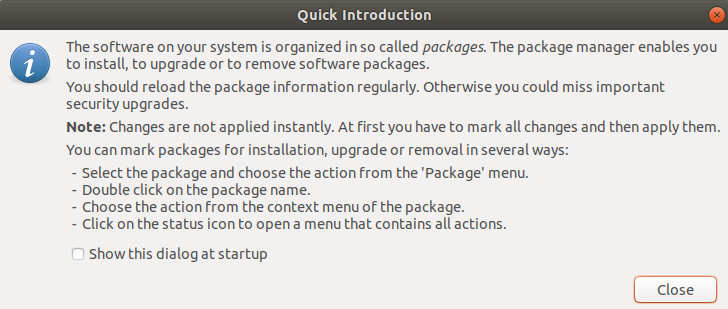 Quick Introduction
The software on your system is organized in so called packages. The package manager enables you
to install, to upgrade or to remove software packages.
You should reload the package information regularly. Otherwise you could miss important
security upgrades.
Note: Changes are not applied instantly. At first you have to mark all changes and then apply them.
You can mark packages for installation, upgrade or removal in several ways:
- Select the package and choose the action from the 'Package' menu.
- Double click on the package name.
- Choose the action from the context menu of the package.
- Click on the status icon to open a menu that contains all actions.
Show this dialog at startup
Close